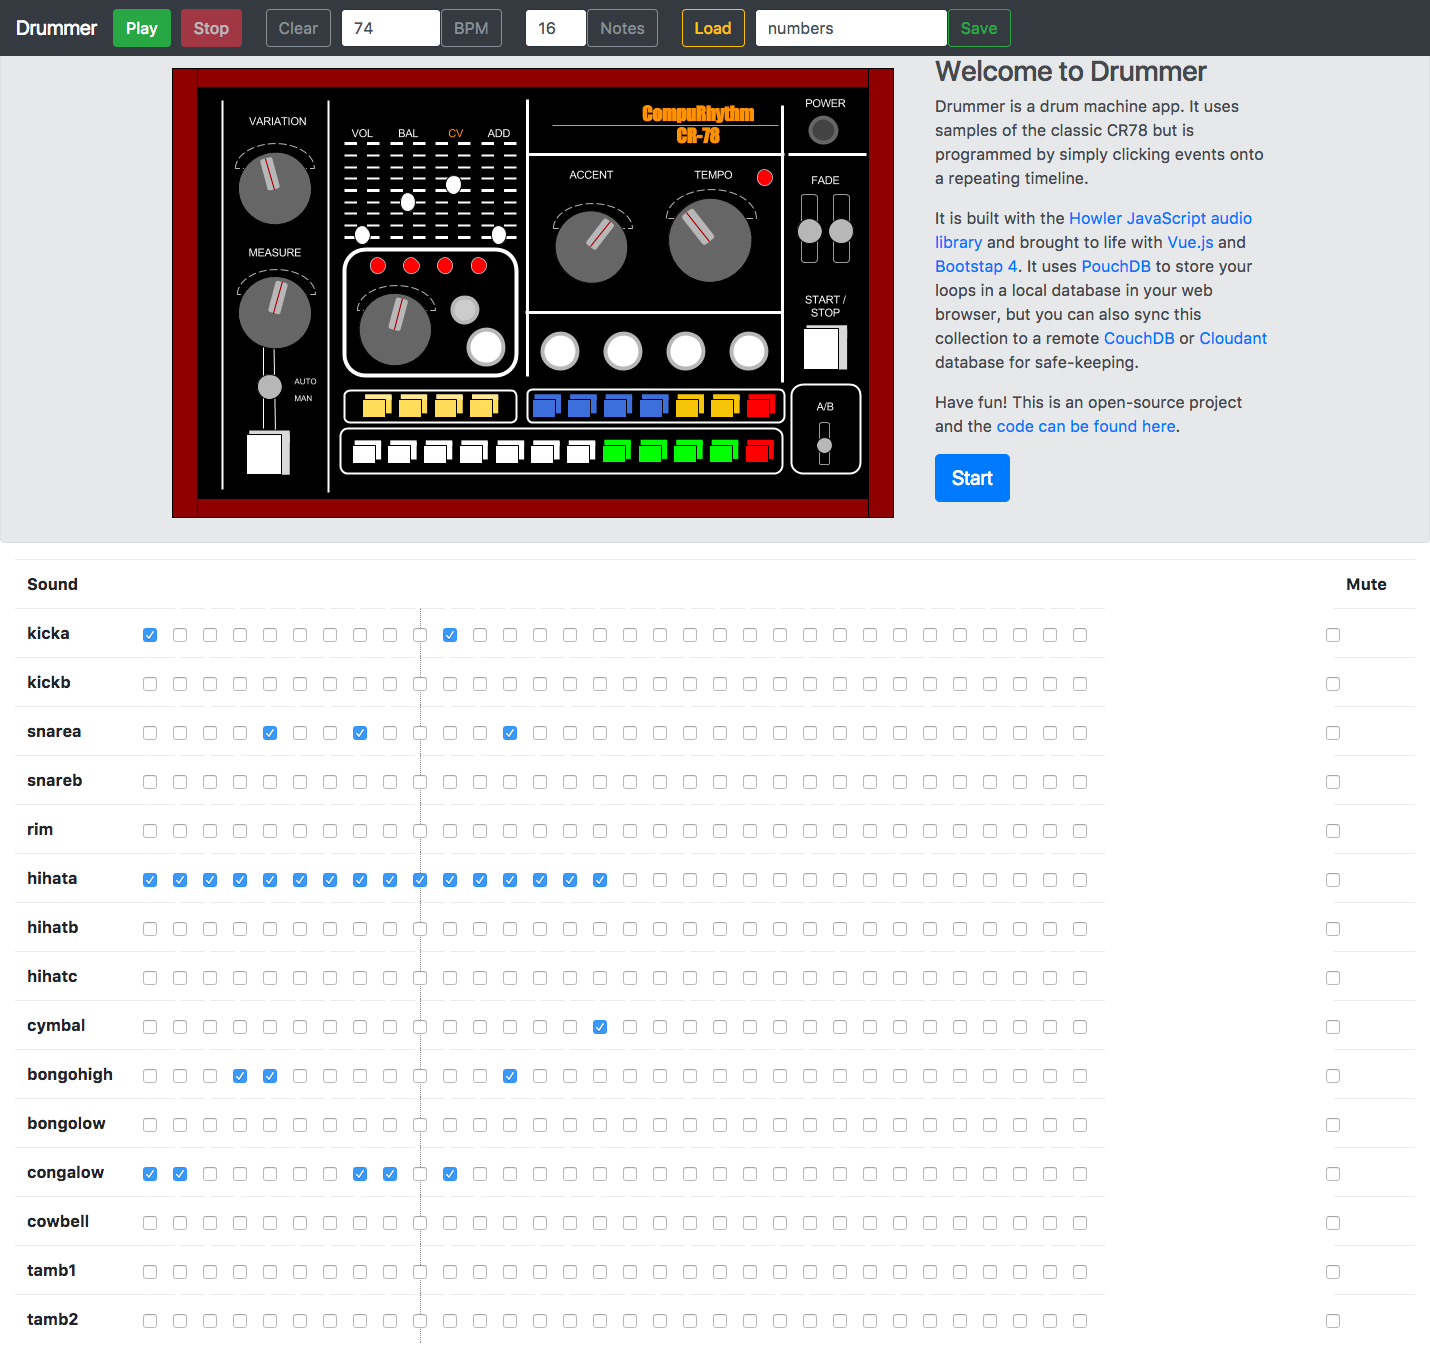 Drummer Play Stop Clear 74 BPM 16 Notes Load numbers Save
VARIATION
MEASURE
AUTO
MAN
VOL BAL CV ADD
CompuRhythm
CR-78
ACCENT
TEMPO
POWER
FADE
START /
STOP
A/B
Welcome to Drummer
Drummer is a drum machine app. It uses
samples of the classic CR78 but is
programmed by simply clicking events onto
a repeating timeline.
It is built with the Howler JavaScript audio
library and brought to life with Vue.js and
Bootstap 4. It uses PouchDB to store your
loops in a local database in your web
browser, but you can also sync this
collection to a remote CouchDB or Cloudant
database for safe-keeping.
Have fun! This is an open-source project
and the code can be found here.
Start
Sound Mute
kicka
kickb
snarea
snareb
rim
hihata
hihatb
hihatc
cymbal
bongohigh
bongolow
congalow
cowbell
tamb1
tamb2